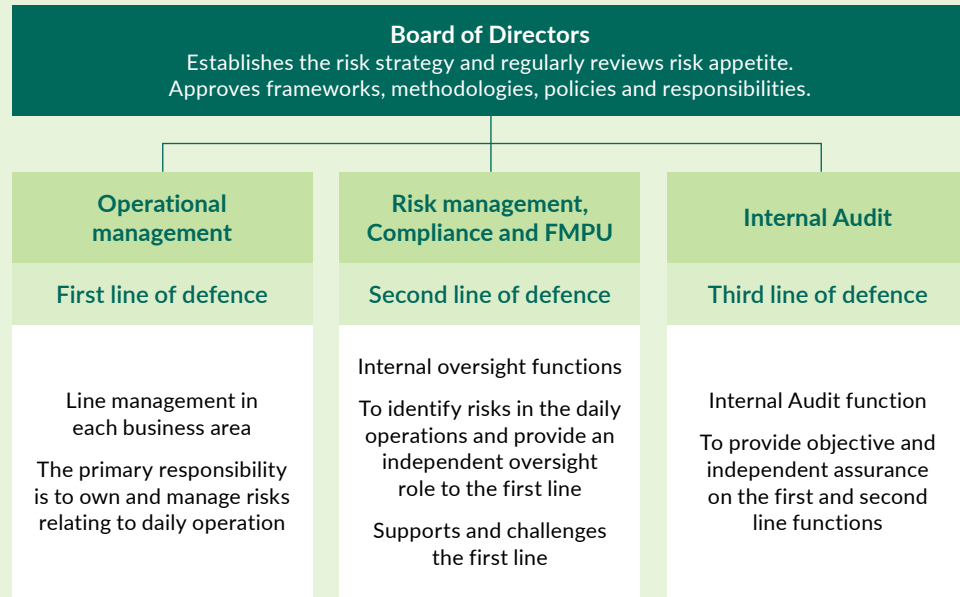 Board of Directors
Establishes the risk strategy and regularly reviews risk appetite.
Approves frameworks, methodologies, policies and responsibilities.
Operational
management
First line of defence
Line management in
each business area
The primary responsibility
is to own and manage risks
relating to daily operation
Risk management,
Compliance and FMPU
Second line of defence
Internal oversight functions
To identify risks in the daily
operations and provide an
independent oversight
role to the first line
Supports and challenges
the first line
Internal Audit
Third line of defence
Internal Audit function
To provide objective and
independent assurance
on the first and second
line functions